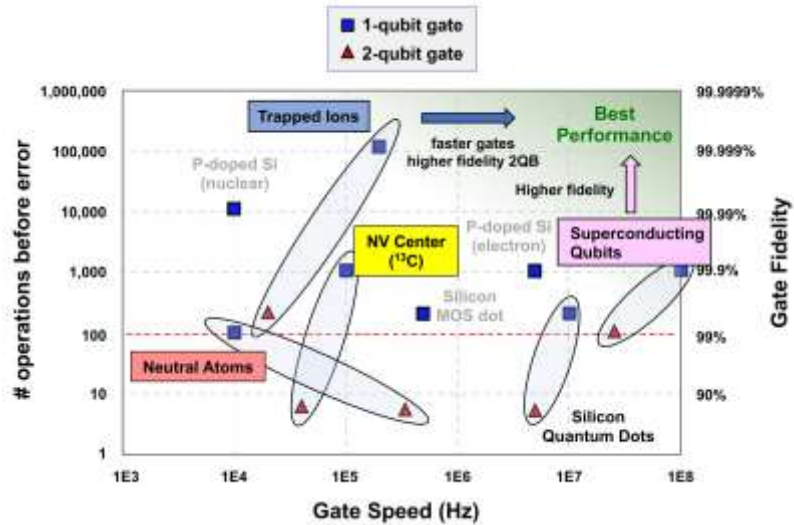 1-qubit gate
2-qubit gate
# operations before error
1,000,000
100,000
10,000
1,000
100
10
1
99.9999%
99.999%
99.99%
99.9%
99%
90%
Gate Fidelity
Trapped Ions
faster gates
higher fidelity 2QB
Best
Performance
P-doped Si
(nuclear)
Higher fidelity
NV Center
(¹³C)
P-doped Si
(electron)
Superconducting
Qubits
Silicon
MOS dot
Neutral Atoms
Silicon
Quantum Dots
1E3
1E4
1E5
1E6
1E7
1E8
Gate Speed (Hz)